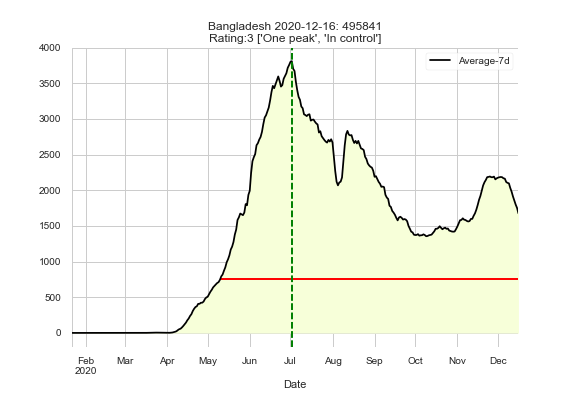 Bangladesh 2020-12-16: 495841
Rating:3 ['One peak', 'In control']
4000
3500
3000
2500
2000
1500
1000
500
0
Average-7d
Feb
2020
Mar
Apr
May
Jun
Jul
Aug
Sep
Oct
Nov
Dec
Date